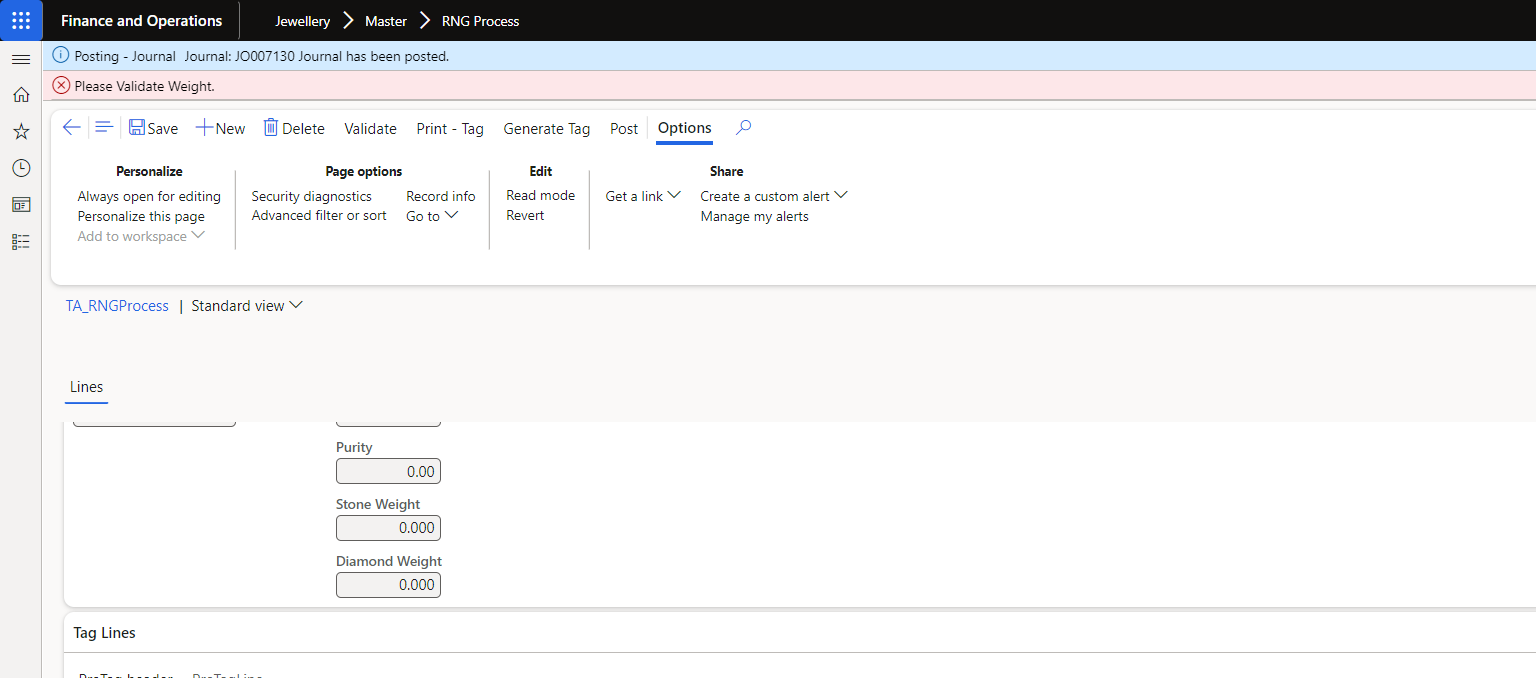 Finance and Operations
Jewellery
Master
RNG Process
Posting - Journal Journal: JO007130 Journal has been posted.
Please Validate Weight.
Save
New
Delete
Validate
Print - Tag
Generate Tag
Post
Options
Personalize
Always open for editing
Personalize this page
Add to workspace
Page options
Security diagnostics
Advanced filter or sort
Record info
Go to
Edit
Read mode
Revert
Share
Get a link
Create a custom alert
Manage my alerts
TA_RNGProcess | Standard view
Lines
Purity
0.00
Stone Weight
0.000
Diamond Weight
0.000
Tag Lines